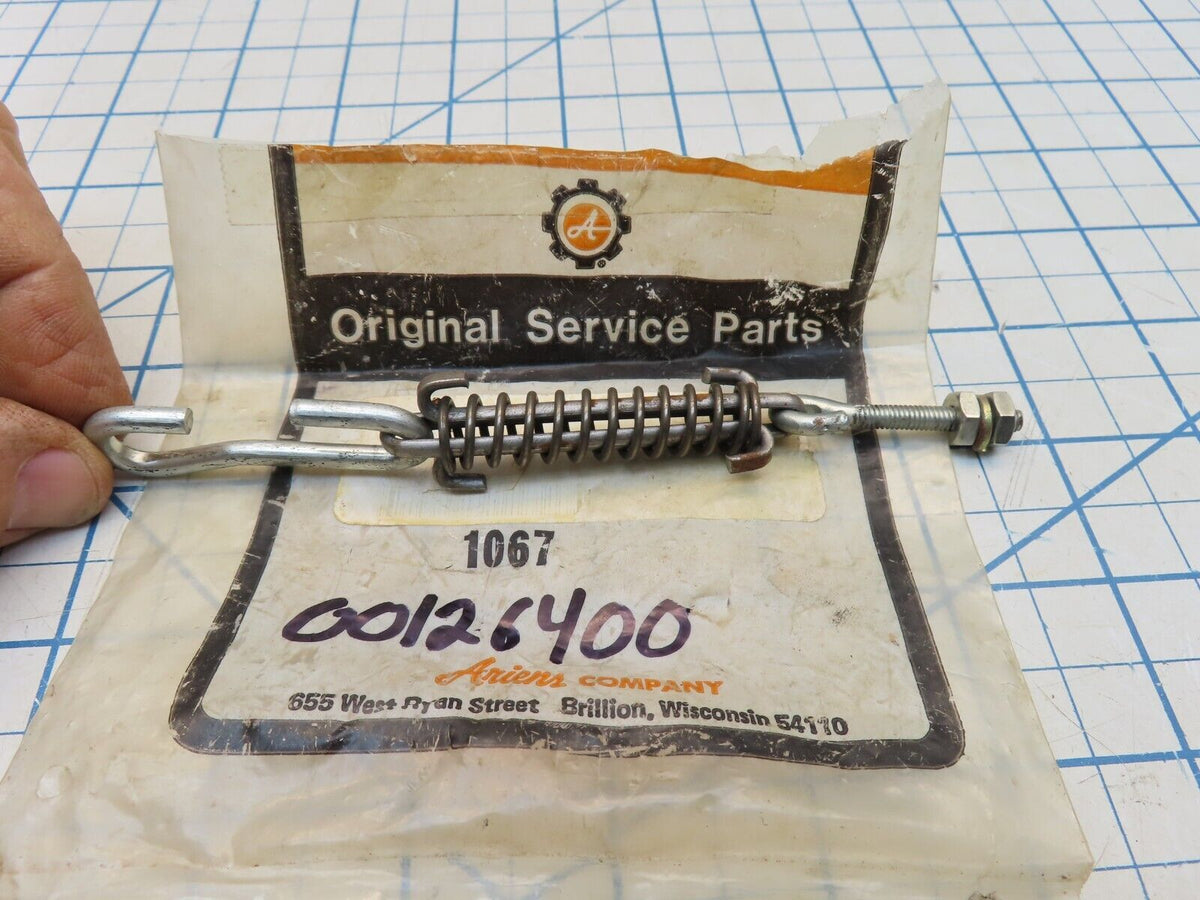 A
®
Original Service Parts
1067
00126400
Ariens COMPANY
655 West Ryan Street Brillion, Wisconsin 54110